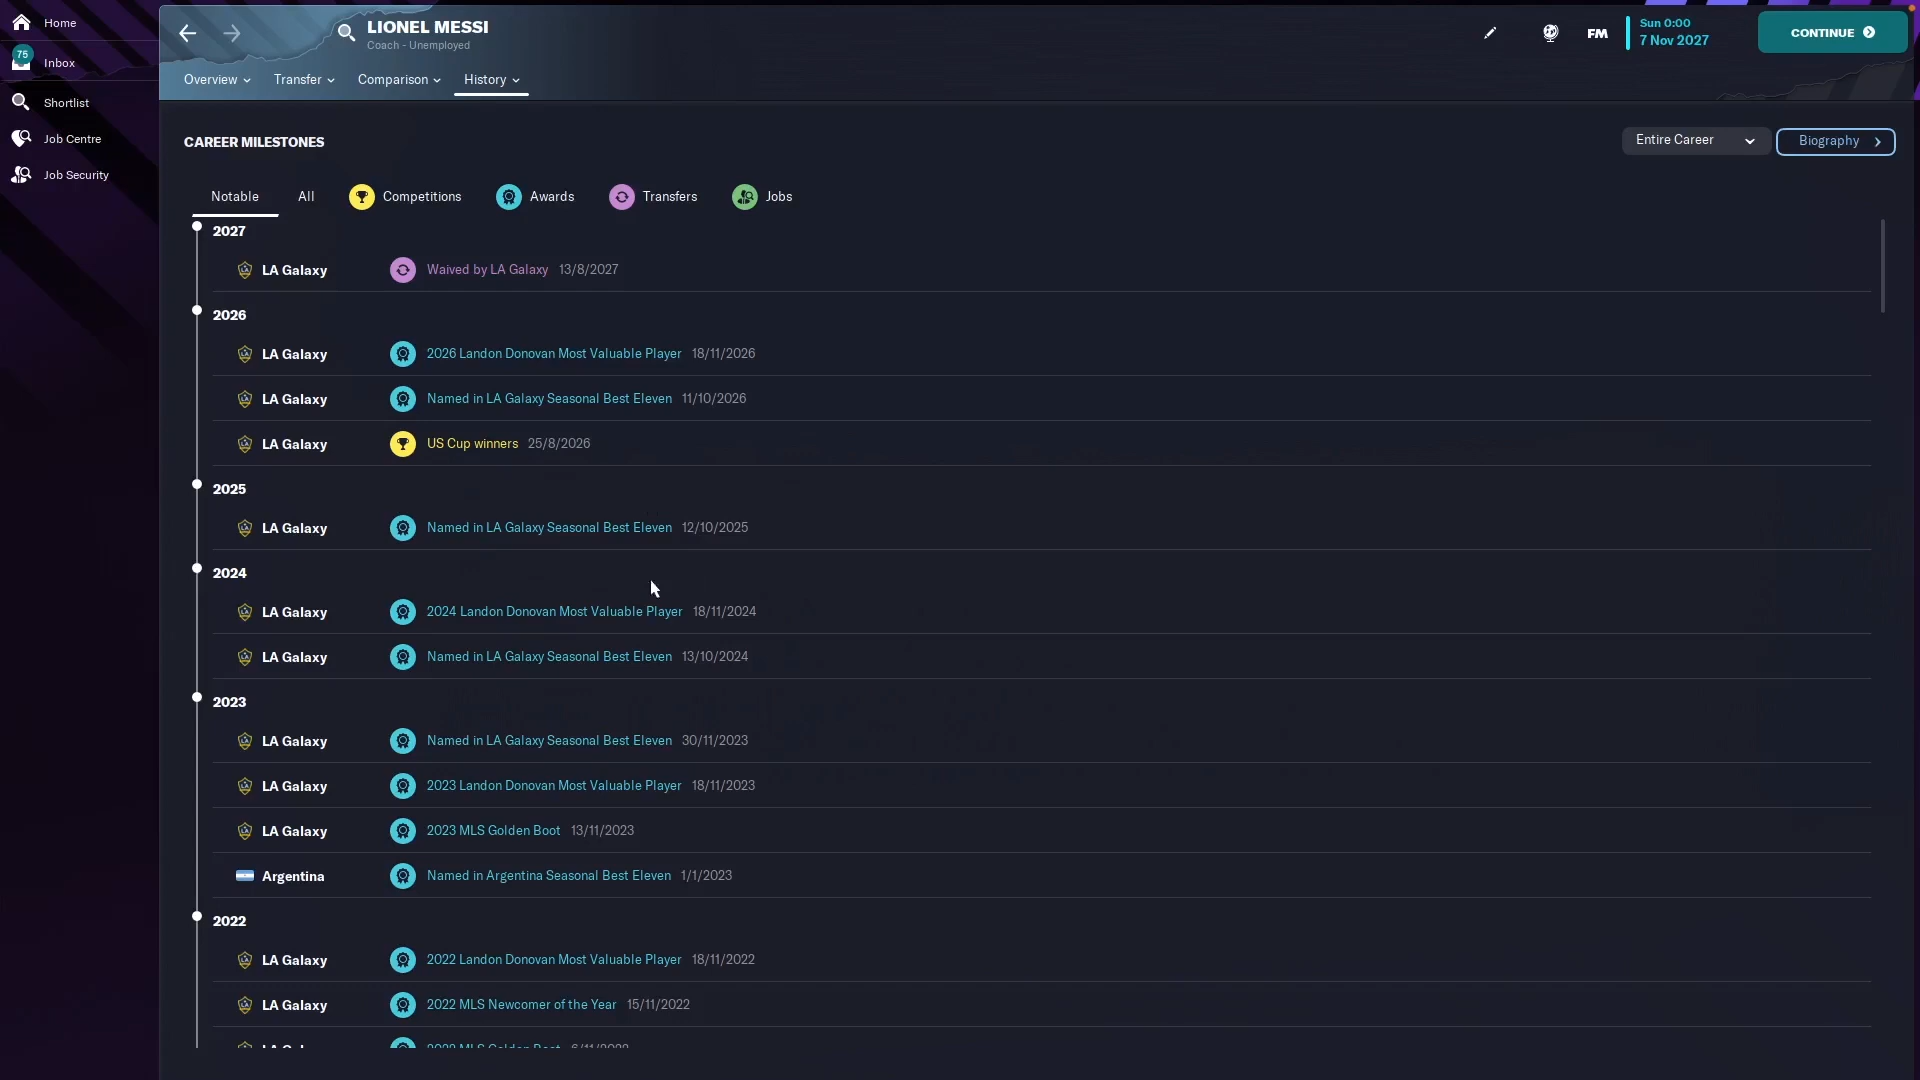 Home
75
Inbox
Shortlist
Job Centre
Job Security
LIONEL MESSI
Coach - Unemployed
FM
Sun 0:00
7 Nov 2027
CONTINUE
Overview
Transfer
Comparison
History
CAREER MILESTONES
Entire Career
Biography
Notable
All
Competitions
Awards
Transfers
Jobs
2027
LA Galaxy Waived by LA Galaxy 13/8/2027
2026
LA Galaxy 2026 Landon Donovan Most Valuable Player 18/11/2026
LA Galaxy Named in LA Galaxy Seasonal Best Eleven 11/10/2026
LA Galaxy US Cup winners 25/8/2026
2025
LA Galaxy Named in LA Galaxy Seasonal Best Eleven 12/10/2025
2024
LA Galaxy 2024 Landon Donovan Most Valuable Player 18/11/2024
LA Galaxy Named in LA Galaxy Seasonal Best Eleven 13/10/2024
2023
LA Galaxy Named in LA Galaxy Seasonal Best Eleven 30/11/2023
LA Galaxy 2023 Landon Donovan Most Valuable Player 18/11/2023
LA Galaxy 2023 MLS Golden Boot 13/11/2023
Argentina Named in Argentina Seasonal Best Eleven 1/1/2023
2022
LA Galaxy 2022 Landon Donovan Most Valuable Player 18/11/2022
LA Galaxy 2022 MLS Newcomer of the Year 15/11/2022